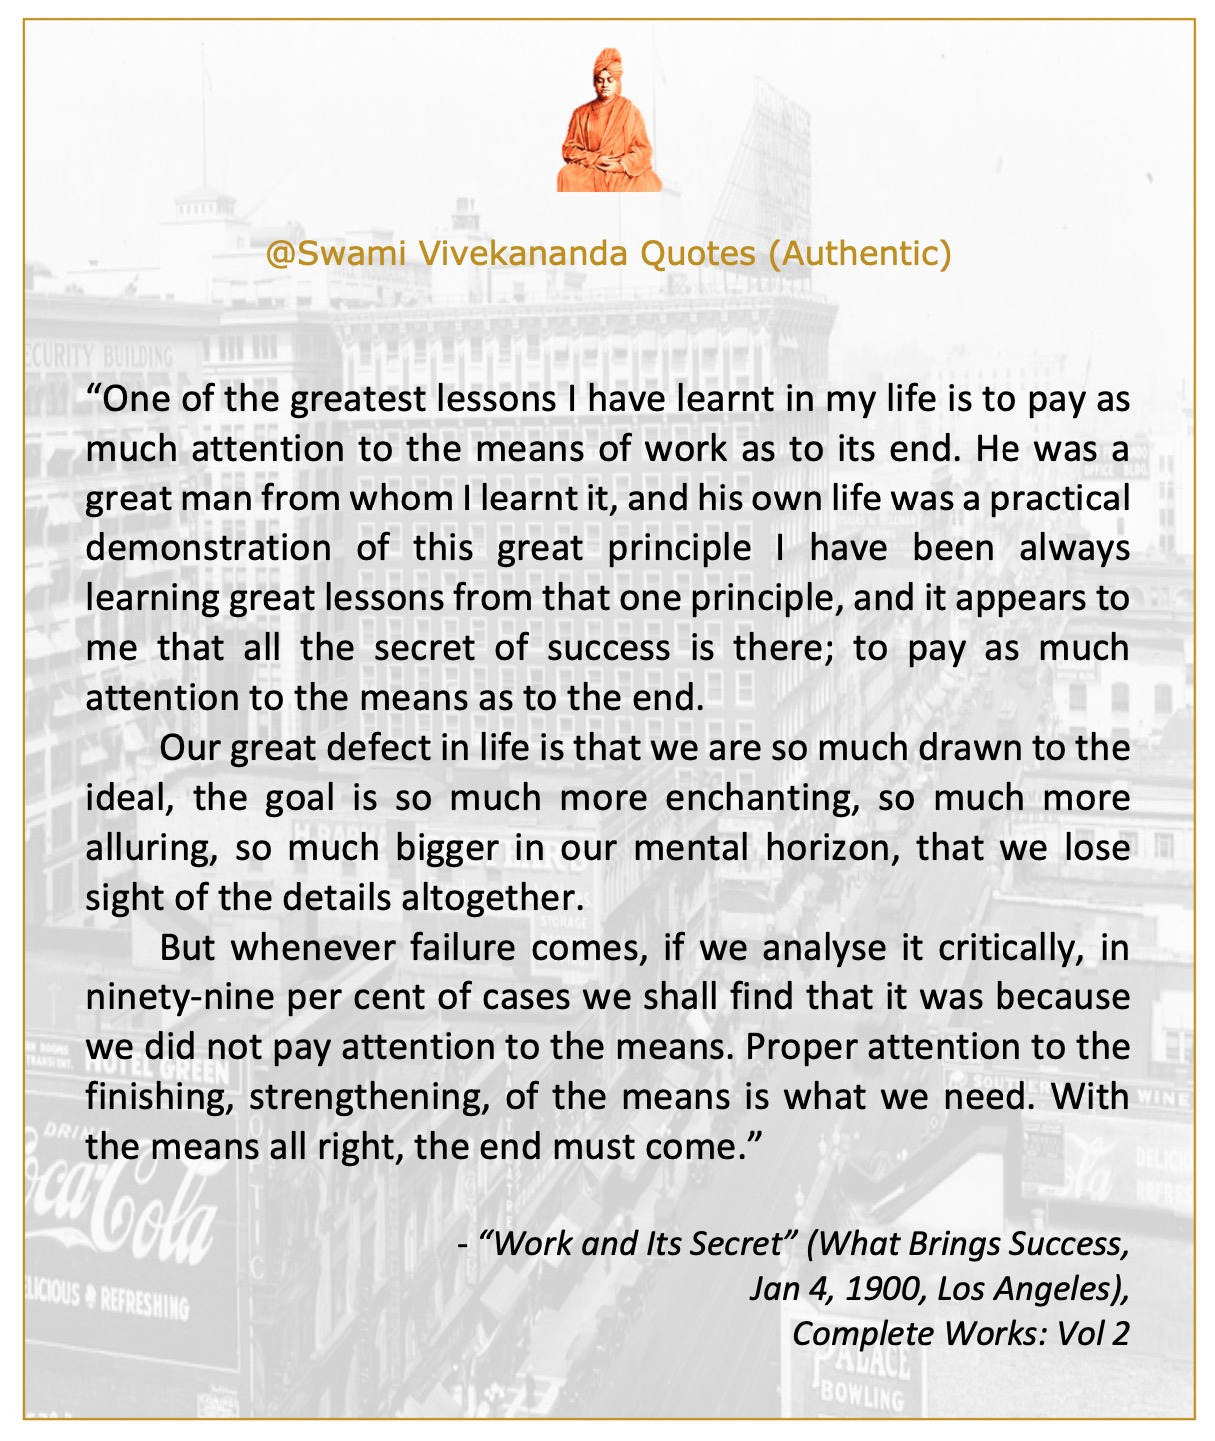 @Swami Vivekananda Quotes (Authentic)
ECURITY BUILDING
“One of the greatest lessons I have learnt in my life is to pay as
much attention to the means of work as to its end. He was a
great man from whom I learnt it, and his own life was a practical
demonstration of this great principle I have been always
learning great lessons from that one principle, and it appears to
me that all the secret of success is there; to pay as much
attention to the means as to the end.
Our great defect in life is that we are so much drawn to the
ideal, the goal is so much more enchanting, so much more
alluring, so much bigger in our mental horizon, that we lose
sight of the details altogether.
But whenever failure comes, if we analyse it critically, in
ninety-nine per cent of cases we shall find that it was because
we did not pay attention to the means. Proper attention to the
finishing, strengthening, of the means is what we need. With
the means all right, the end must come.”
- “Work and Its Secret” (What Brings Success,
Jan 4, 1900, Los Angeles),
Complete Works: Vol 2
OFFICE BLDG.
STORAGE
HOTEL GREEN
DRINK
Coca-Cola
ELICIOUS REFRESHING
WINE
PALACE
BOWLING